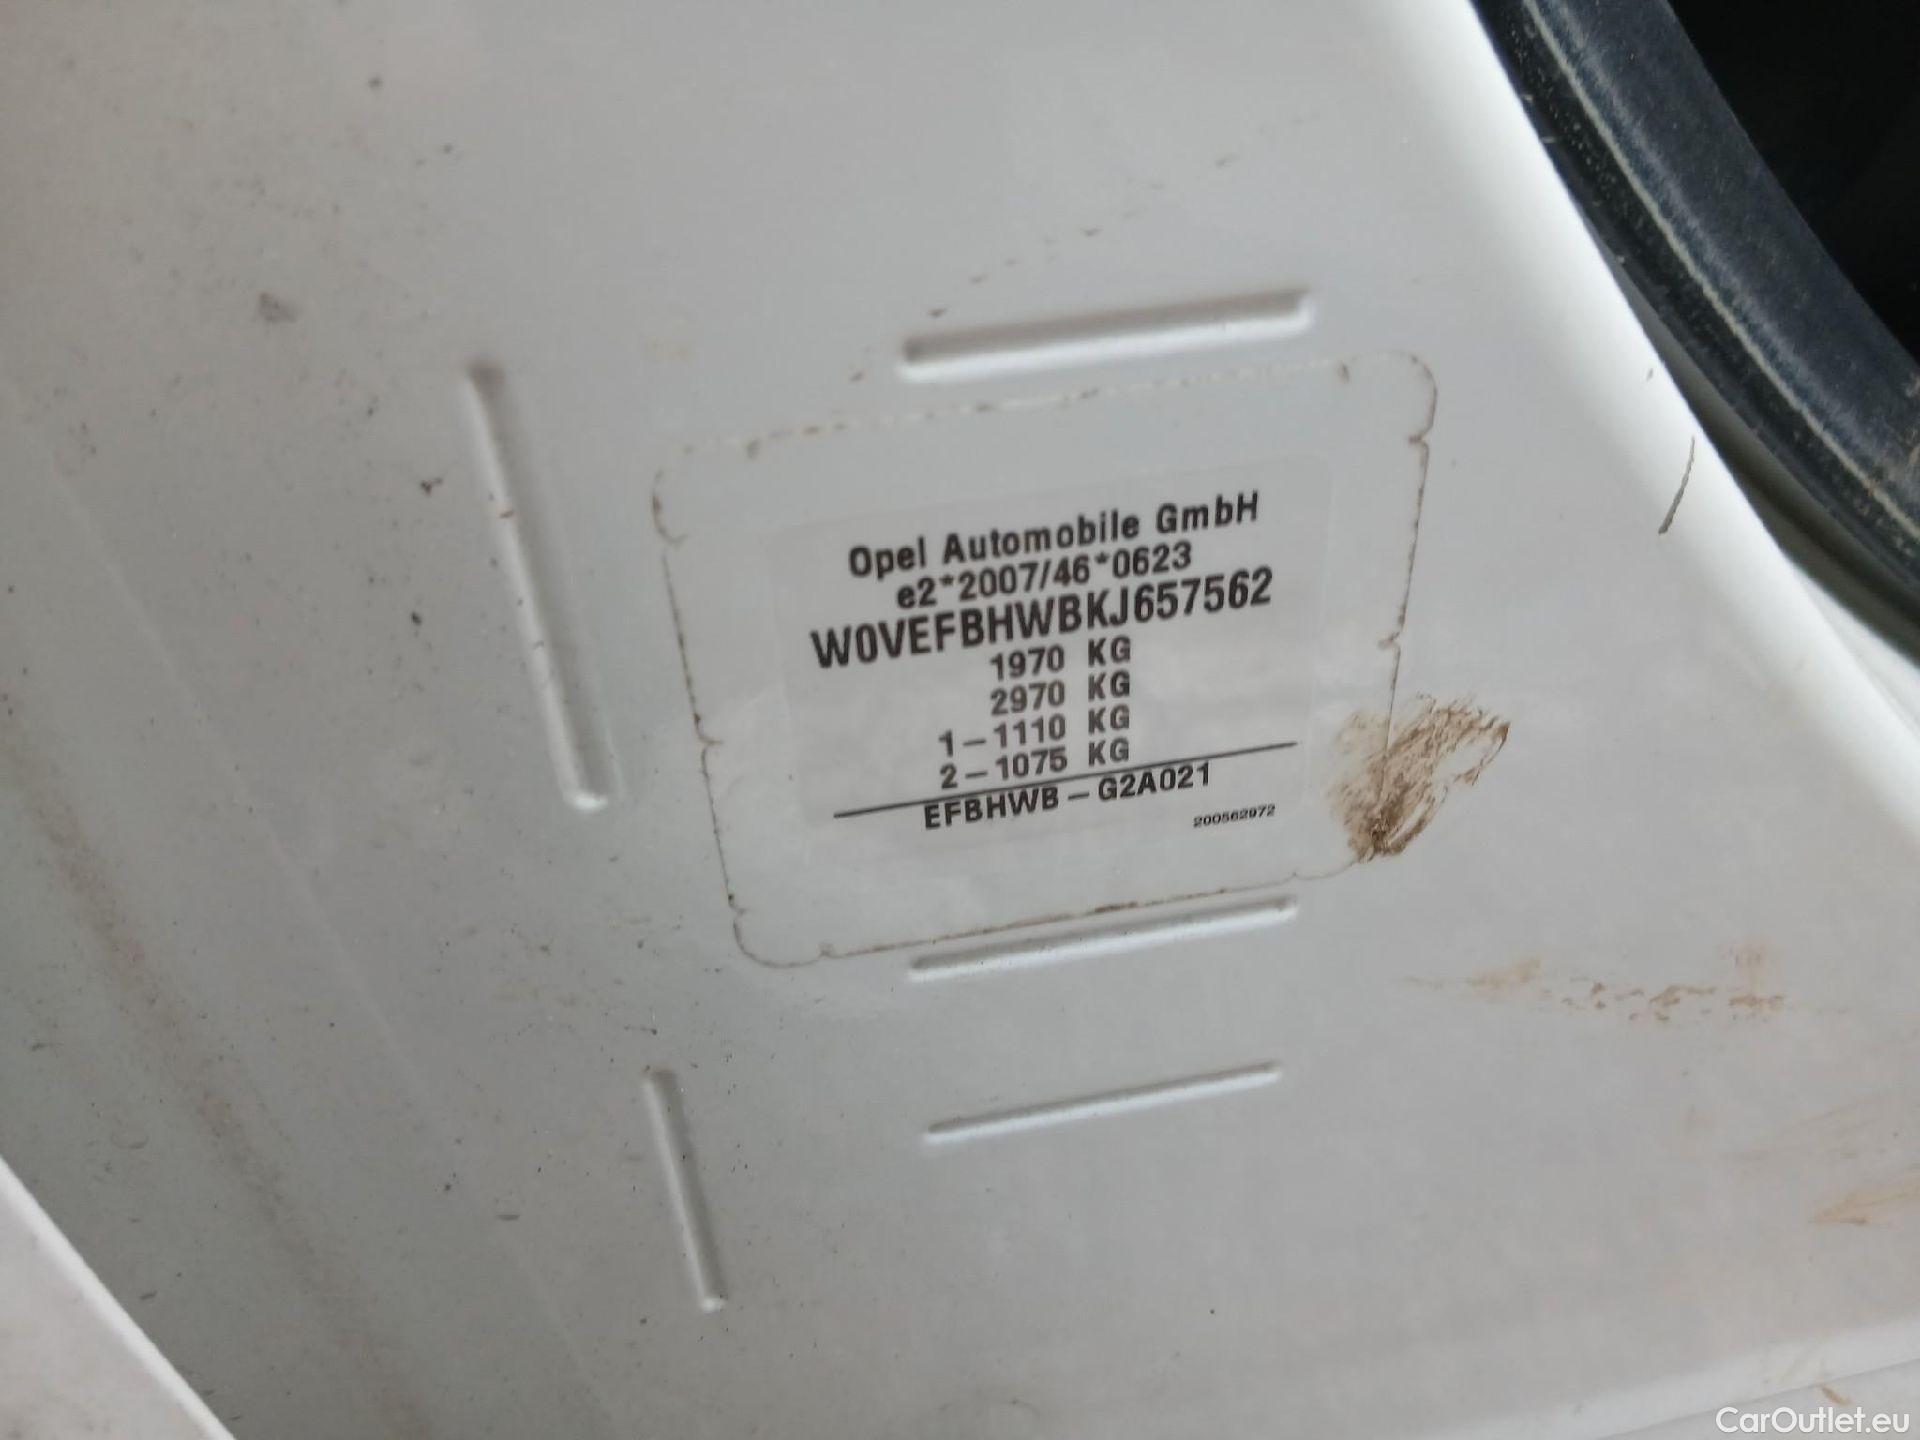 Opel Automobile GmbH
e2*2007/46*0623
W0VEFBHWBKJ657562
1970 KG
2970 KG
1-1110 KG
2-1075 KG
EFBHWB-G2A021
200562972
CarOutlet.eu